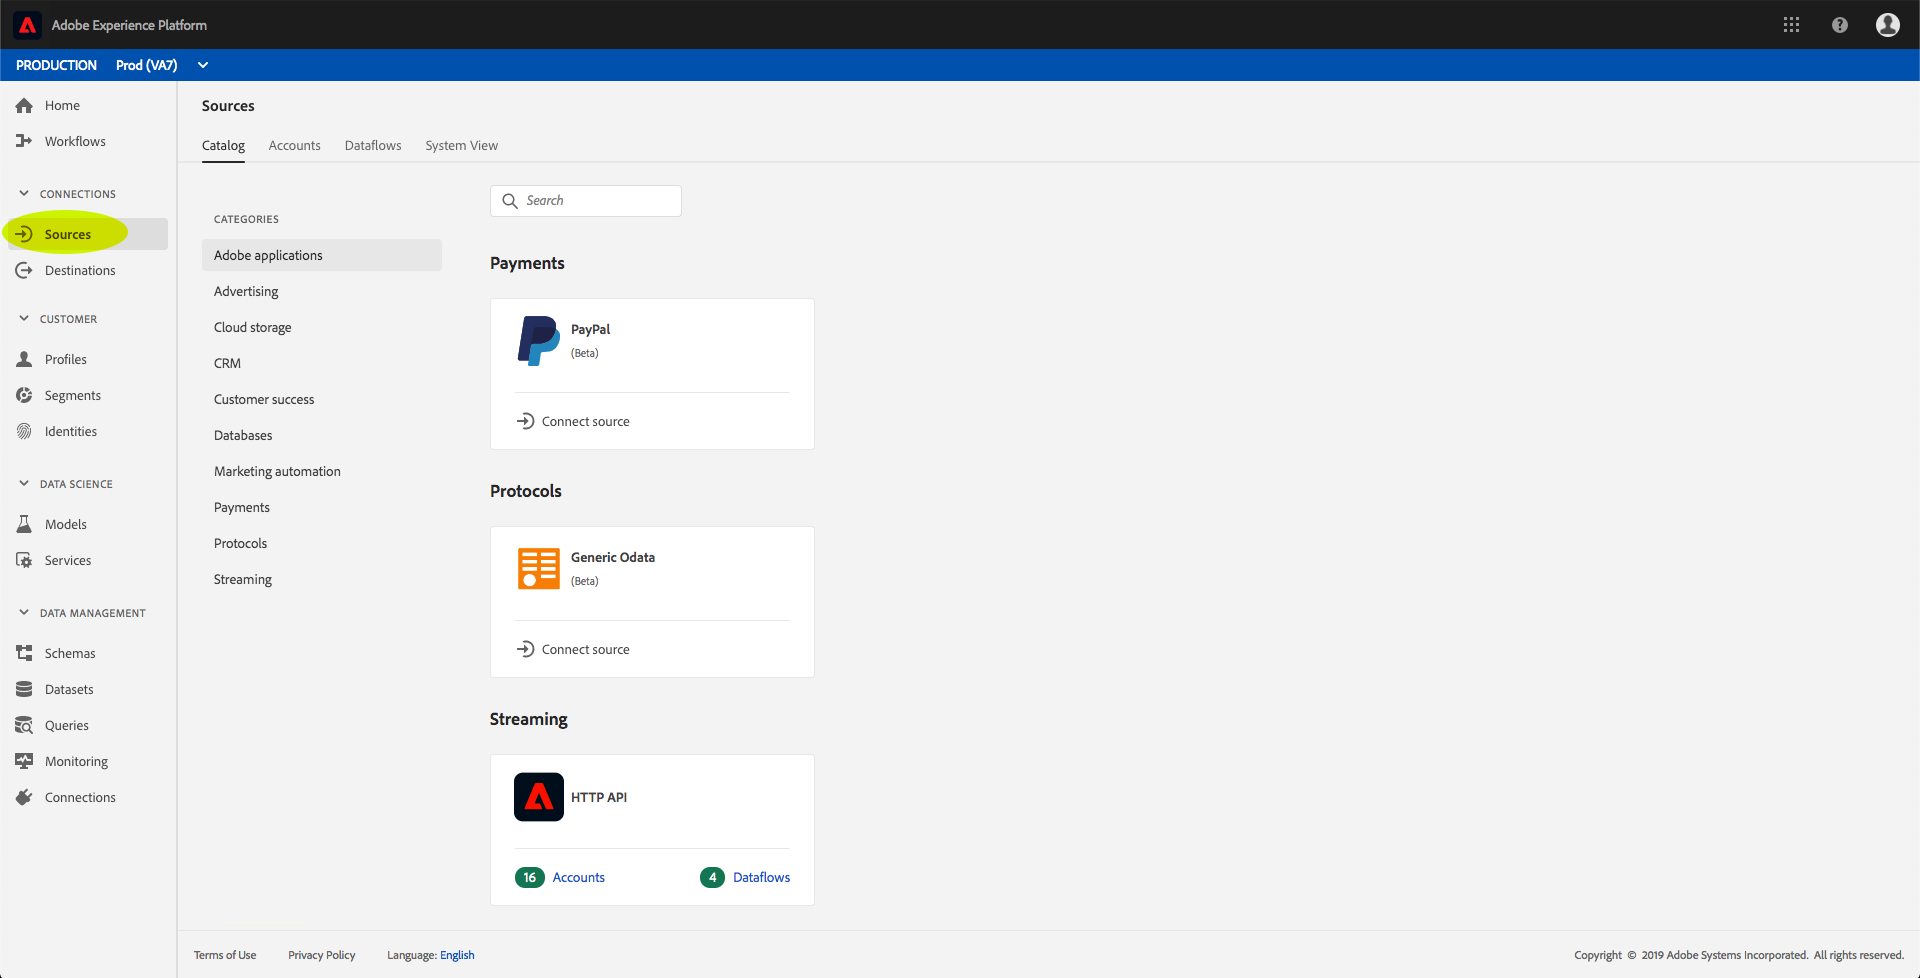 Adobe Experience Platform
PRODUCTION Prod (VA7)
Home
Workflows
CONNECTIONS
Sources
Destinations
CUSTOMER
Profiles
Segments
Identities
DATA SCIENCE
Models
Services
DATA MANAGEMENT
Schemas
Datasets
Queries
Monitoring
Connections
Sources
Catalog Accounts Dataflows System View
CATEGORIES
Adobe applications
Advertising
Cloud storage
CRM
Customer success
Databases
Marketing automation
Payments
Protocols
Streaming
Search
Payments
PayPal
(Beta)
Connect source
Protocols
Generic Odata
(Beta)
Connect source
Streaming
HTTP API
16 Accounts 4 Dataflows
Terms of Use Privacy Policy Language: English Copyright © 2019 Adobe Systems Incorporated. All rights reserved.